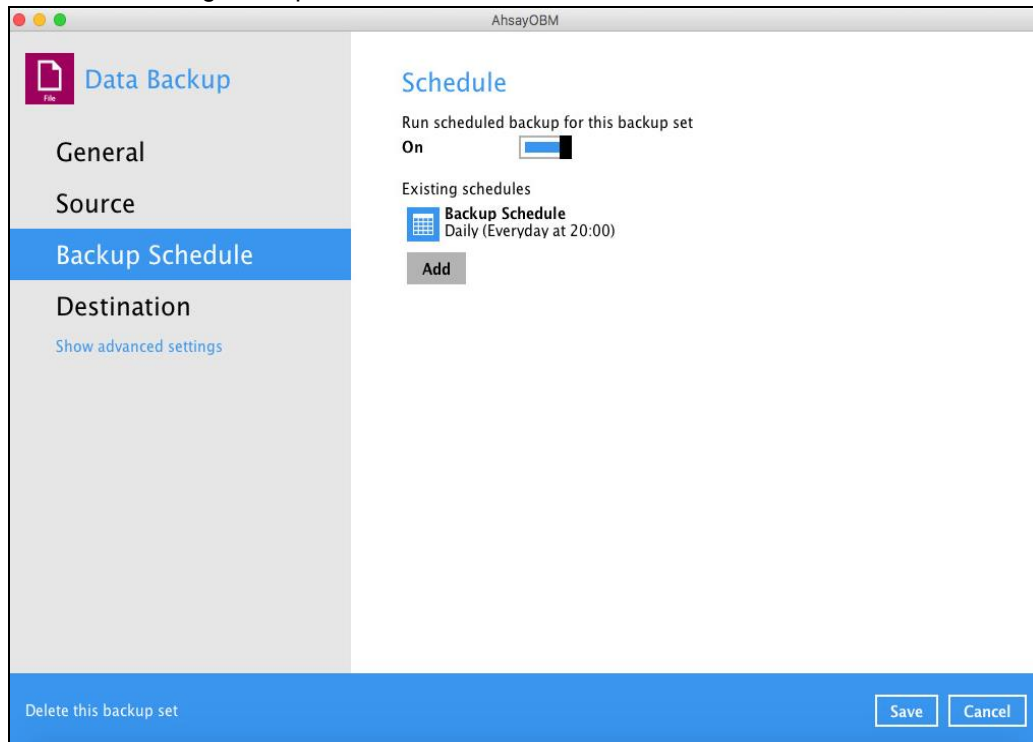 AhsayOBM
File
Data Backup
General
Source
Backup Schedule
Destination
Show advanced settings
Schedule
Run scheduled backup for this backup set
On
Existing schedules
Backup Schedule
Daily (Everyday at 20:00)
Add
Delete this backup set
Save
Cancel